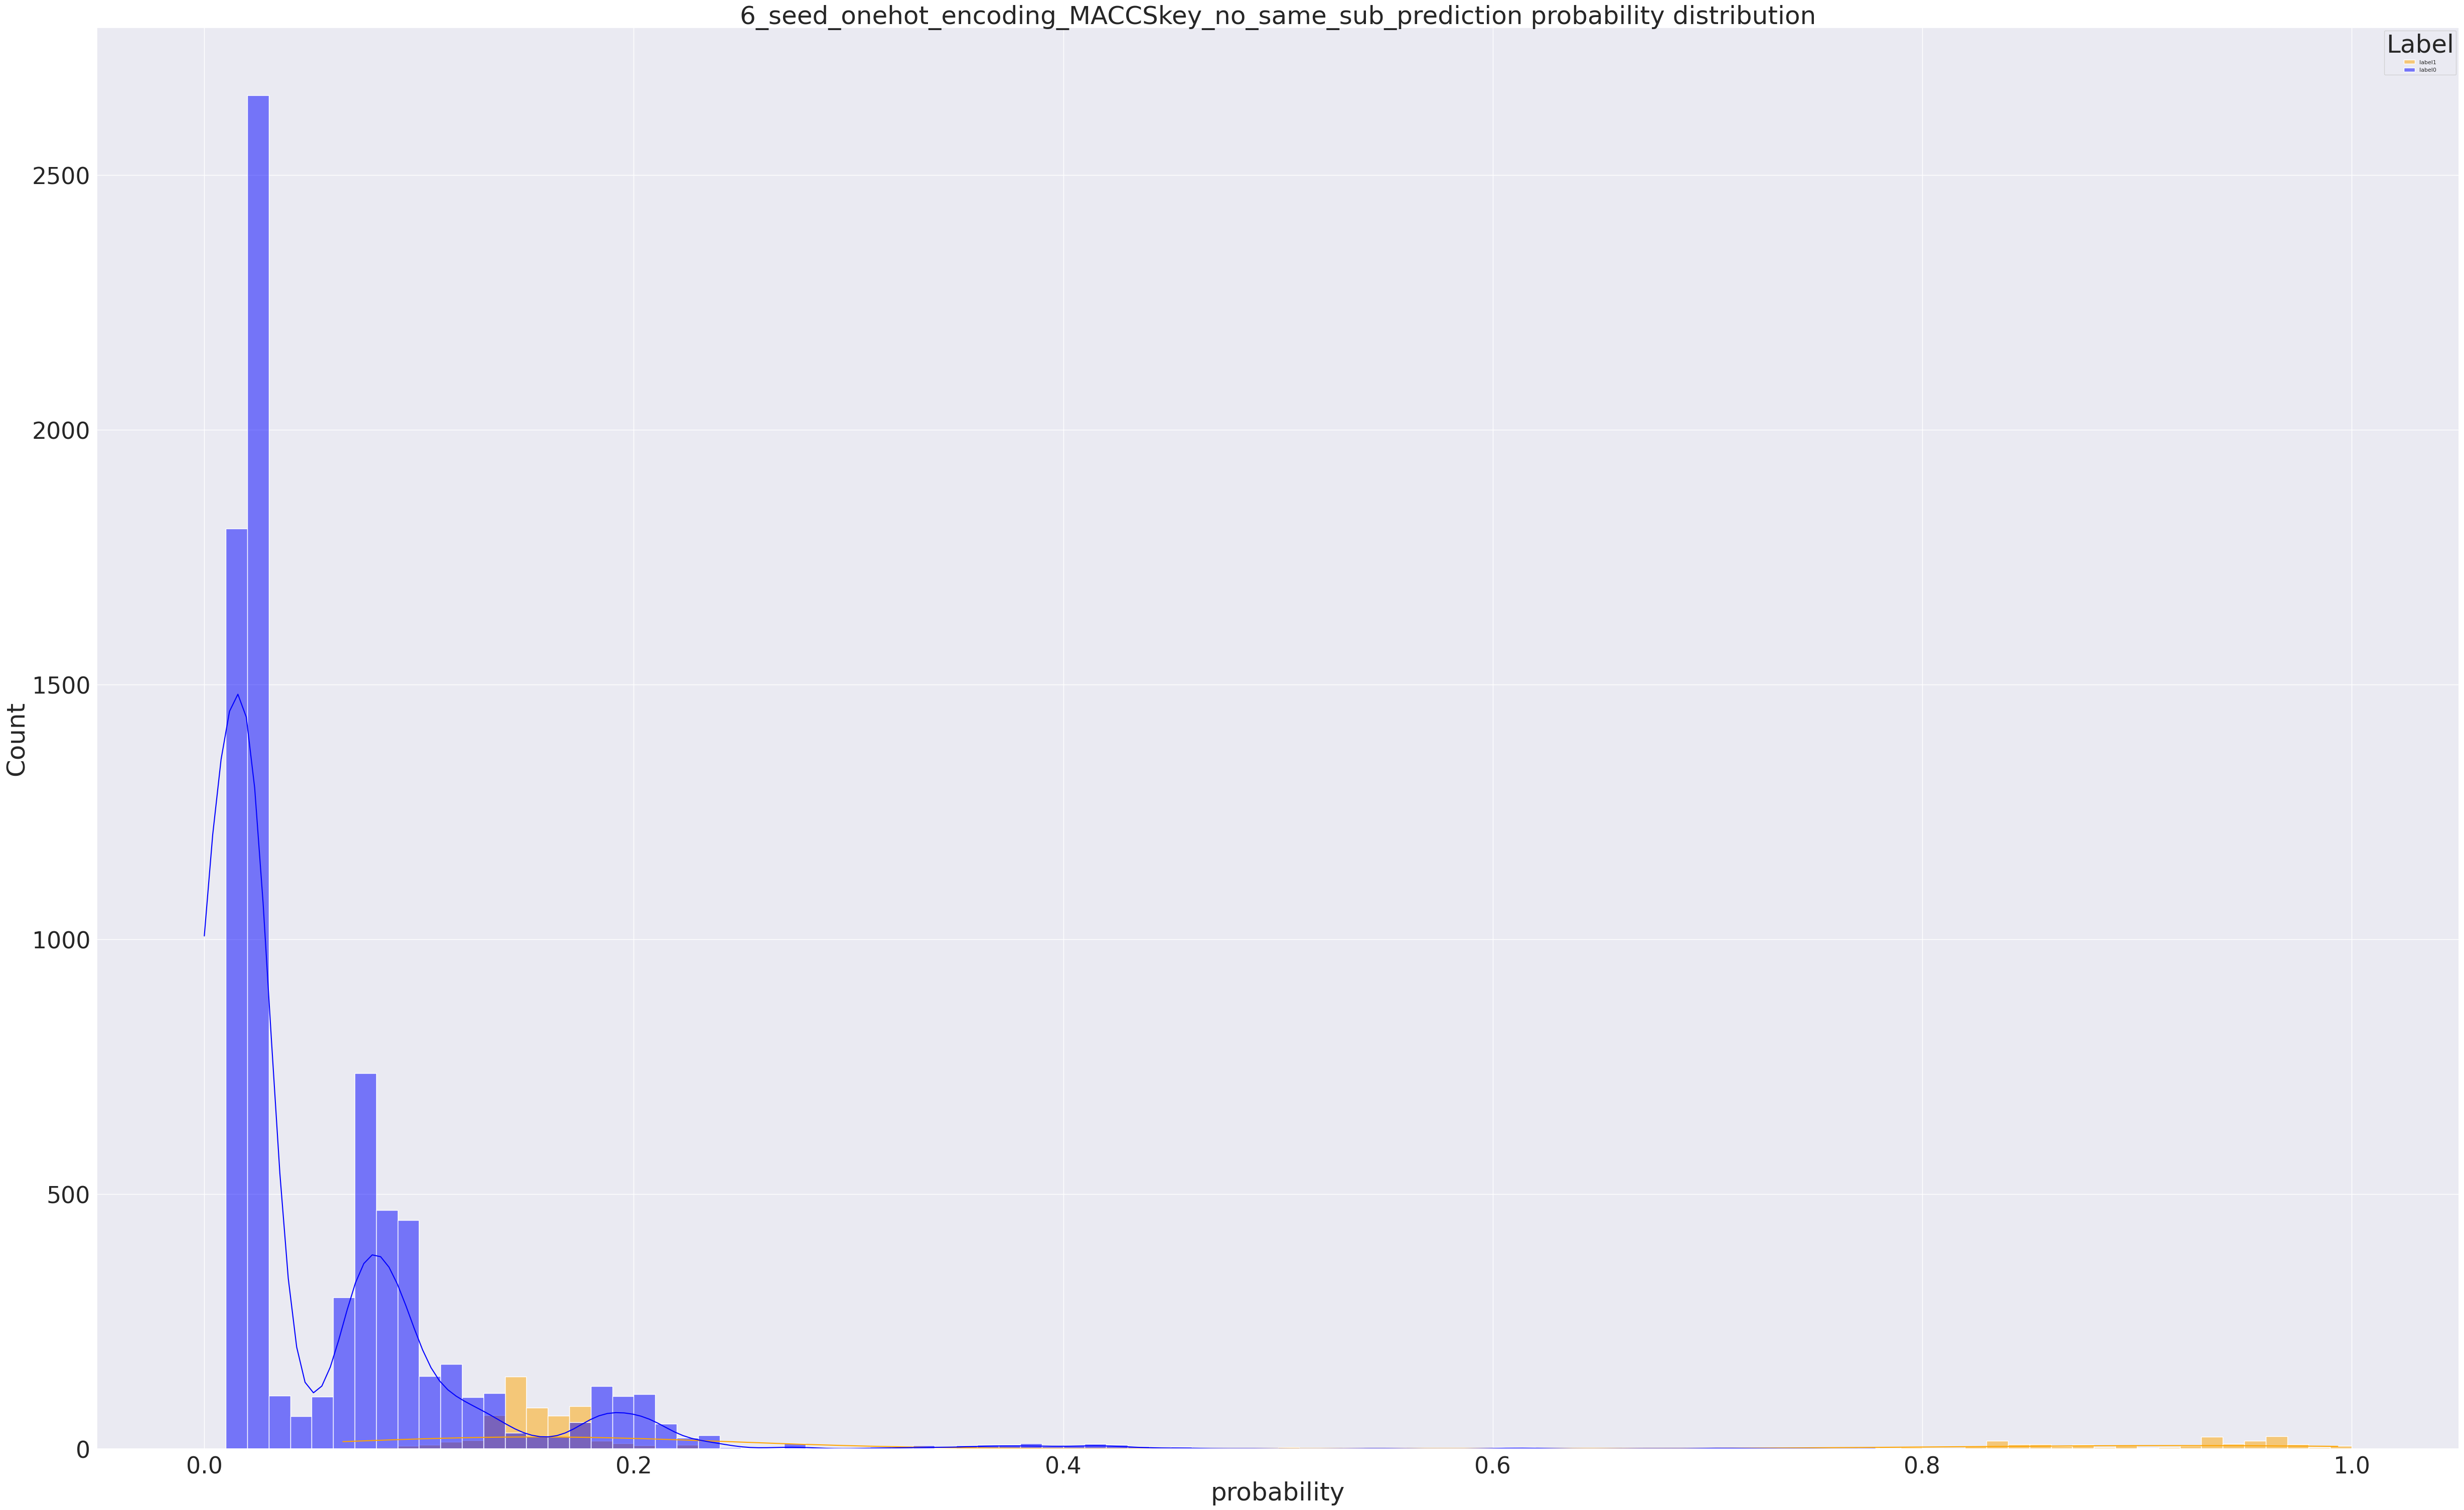 6_seed_onehot_encoding_MACCSkey_no_same_sub_prediction probability distribution
Label
label1
label0
2500
2000
1500
1000
500
0
Count
0.0 0.2 0.4 0.6 0.8 1.0
probability